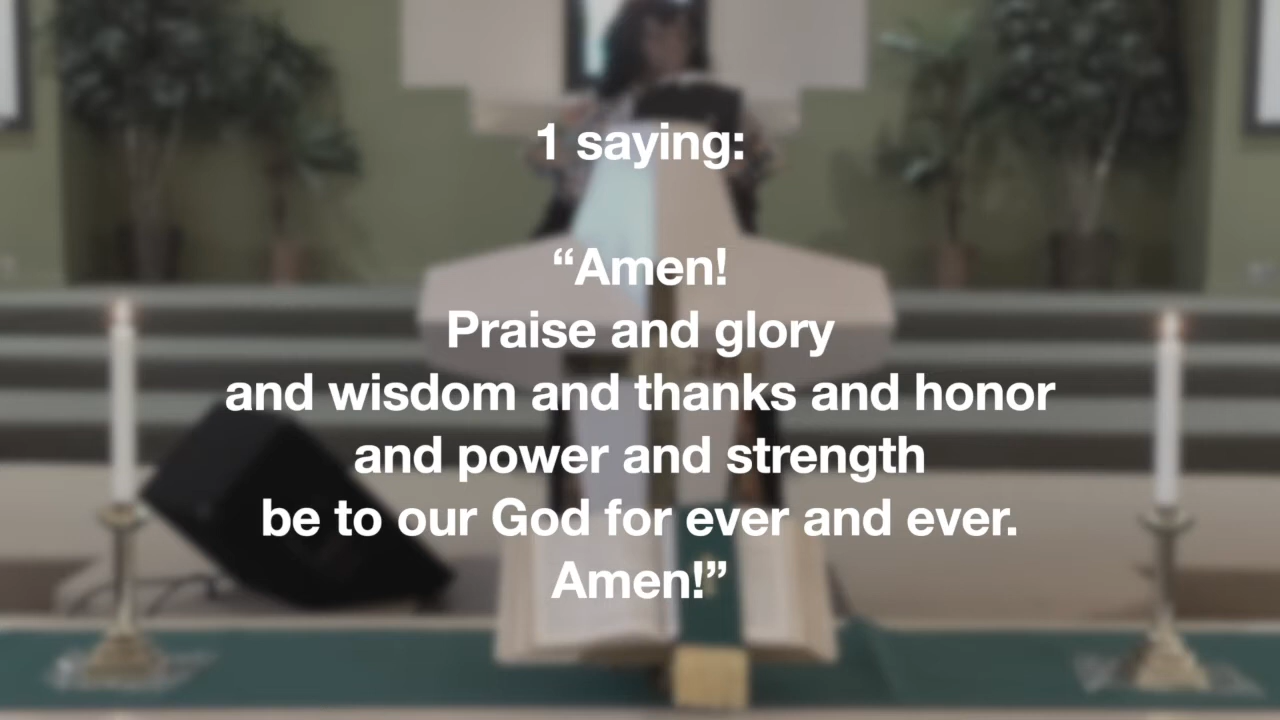 1 saying:
“Amen!
Praise and glory
and wisdom and thanks and honor
and power and strength
be to our God for ever and ever.
Amen!”